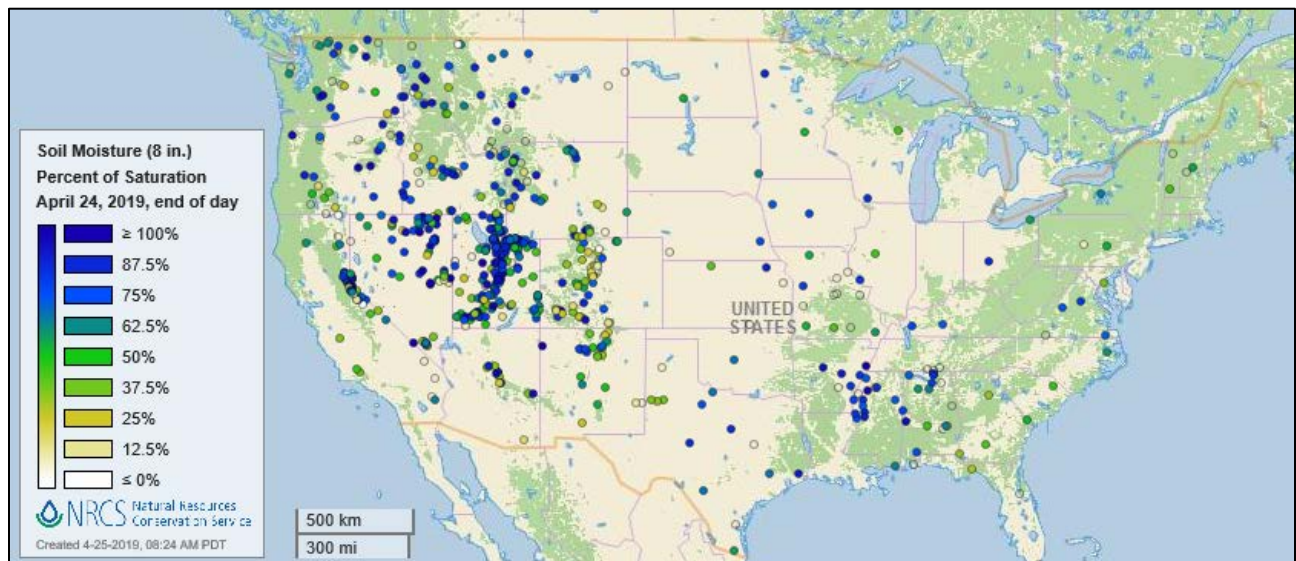 Soil Moisture (8 in.)
Percent of Saturation
April 24, 2019, end of day
≥ 100%
87.5%
75%
62.5%
50%
37.5%
25%
12.5%
≤ 0%
NRCS Natural Resources
Conservation Service
Created 4-25-2019, 08:24 AM PDT
500 km
300 mi
UNITED
STATES